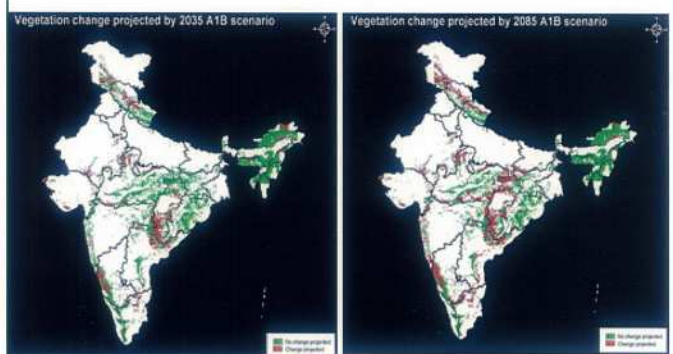 Vegetation change projected by 2035 A1B scenario
Vegetation change projected by 2085 A1B scenario
No change projected
Change projected
No change projected
Change projected